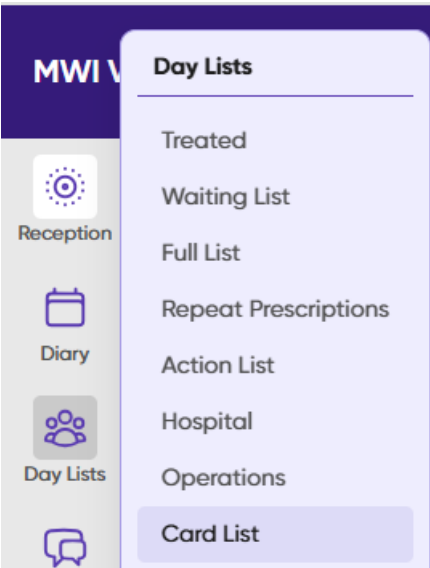 MWI V
Day Lists
Treated
Waiting List
Full List
Repeat Prescriptions
Action List
Hospital
Operations
Card List
Reception
Diary
Day Lists